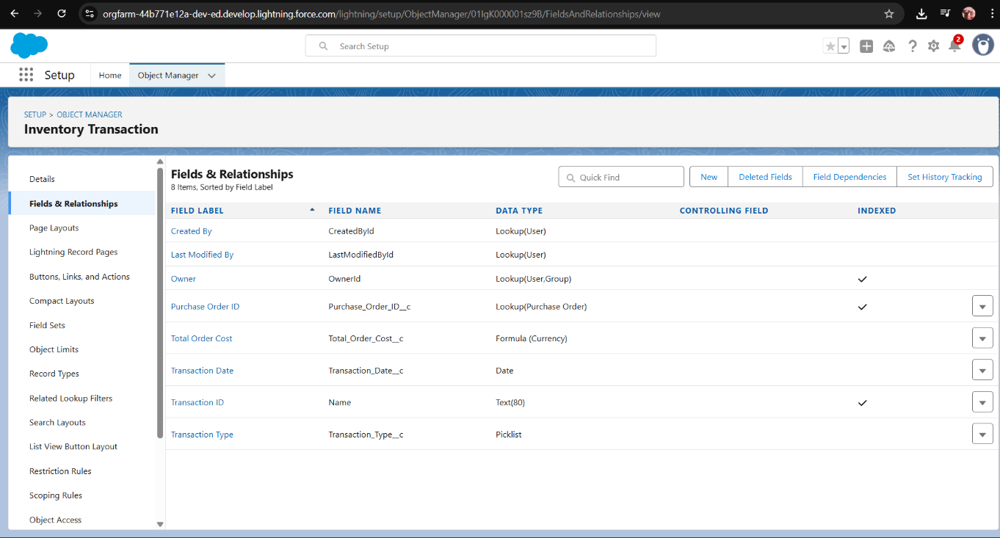 orgfarm-44b771e12a-dev-ed.develop.lightning.force.com/lightning/setup/ObjectManager/01IgK000001sz9B/FieldsAndRelationships/view
Search Setup
2
Setup
Home
Object Manager
SETUP > OBJECT MANAGER
Inventory Transaction
Details
Fields & Relationships
Page Layouts
Lightning Record Pages
Buttons, Links, and Actions
Compact Layouts
Field Sets
Object Limits
Record Types
Related Lookup Filters
Search Layouts
List View Button Layout
Restriction Rules
Scoping Rules
Object Access
Fields & Relationships
8 Items, Sorted by Field Label
Quick Find
New
Deleted Fields
Field Dependencies
Set History Tracking
FIELD LABEL FIELD NAME DATA TYPE CONTROLLING FIELD INDEXED
Created By CreatedById Lookup(User)
Last Modified By LastModifiedById Lookup(User)
Owner OwnerId Lookup(User,Group)
Purchase Order ID Purchase_Order_ID__c Lookup(Purchase Order)
Total Order Cost Total_Order_Cost__c Formula (Currency)
Transaction Date Transaction_Date__c Date
Transaction ID Name Text(80)
Transaction Type Transaction_Type__c Picklist